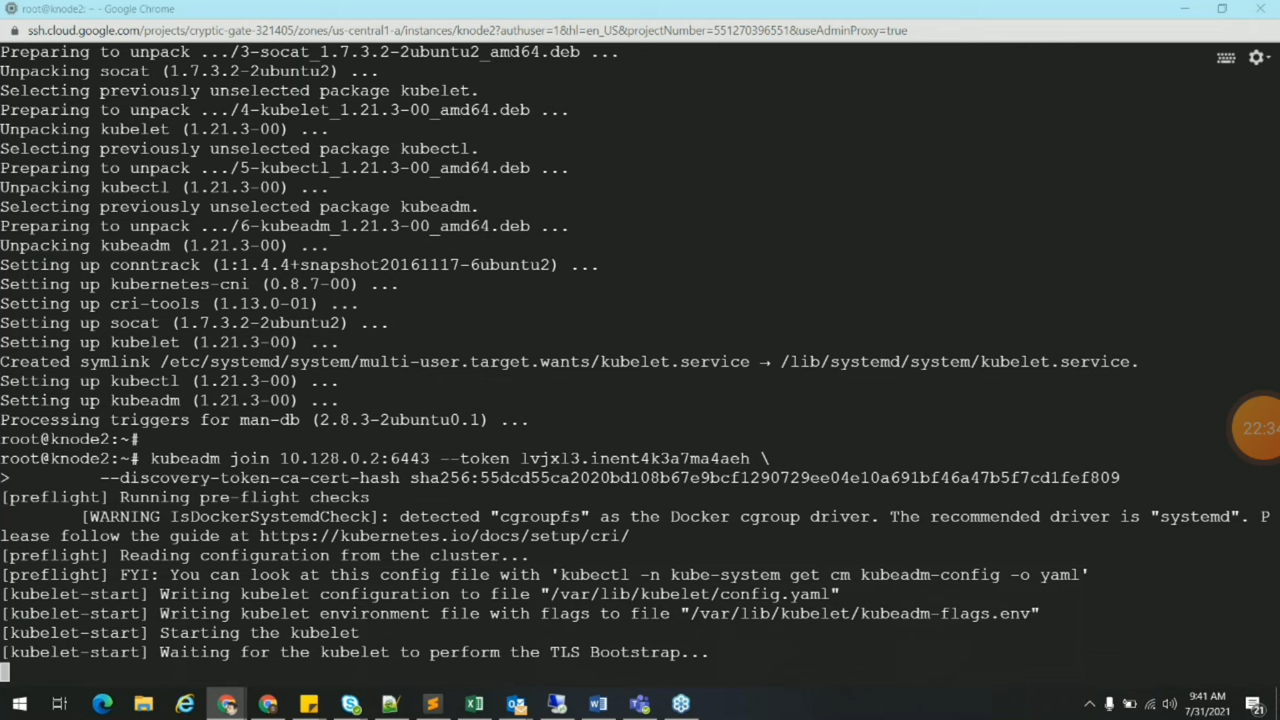 root@knode2: ~ - Google Chrome
ssh.cloud.google.com/projects/cryptic-gate-321405/zones/us-central1-a/instances/knode2?authuser=1&hl=en_US&projectNumber=551270396551&useAdminProxy=true
Preparing to unpack .../3-socat_1.7.3.2-2ubuntu2_amd64.deb ...
Unpacking socat (1.7.3.2-2ubuntu2) ...
Selecting previously unselected package kubelet.
Preparing to unpack .../4-kubelet_1.21.3-00_amd64.deb ...
Unpacking kubelet (1.21.3-00) ...
Selecting previously unselected package kubectl.
Preparing to unpack .../5-kubectl_1.21.3-00_amd64.deb ...
Unpacking kubectl (1.21.3-00) ...
Selecting previously unselected package kubeadm.
Preparing to unpack .../6-kubeadm_1.21.3-00_amd64.deb ...
Unpacking kubeadm (1.21.3-00) ...
Setting up conntrack (1:1.4.4+snapshot20161117-6ubuntu2) ...
Setting up kubernetes-cni (0.8.7-00) ...
Setting up cri-tools (1.13.0-01) ...
Setting up socat (1.7.3.2-2ubuntu2) ...
Setting up kubelet (1.21.3-00) ...
Created symlink /etc/systemd/system/multi-user.target.wants/kubelet.service → /lib/systemd/system/kubelet.service.
Setting up kubectl (1.21.3-00) ...
Setting up kubeadm (1.21.3-00) ...
Processing triggers for man-db (2.8.3-2ubuntu0.1) ...
root@knode2:~#
root@knode2:~# kubeadm join 10.128.0.2:6443 --token lvjxl3.inent4k3a7ma4aeh \
> --discovery-token-ca-cert-hash sha256:55dcd55ca2020bd108b67e9bcf1290729ee04e10a691bf46a47b5f7cd1fef809
[preflight] Running pre-flight checks
[WARNING IsDockerSystemdCheck]: detected "cgroupfs" as the Docker cgroup driver. The recommended driver is "systemd". P
lease follow the guide at https://kubernetes.io/docs/setup/cri/
[preflight] Reading configuration from the cluster...
[preflight] FYI: You can look at this config file with 'kubectl -n kube-system get cm kubeadm-config -o yaml'
[kubelet-start] Writing kubelet configuration to file "/var/lib/kubelet/config.yaml"
[kubelet-start] Writing kubelet environment file with flags to file "/var/lib/kubelet/kubeadm-flags.env"
[kubelet-start] Starting the kubelet
[kubelet-start] Waiting for the kubelet to perform the TLS Bootstrap...
22:34
9:41 AM
7/31/2021
21